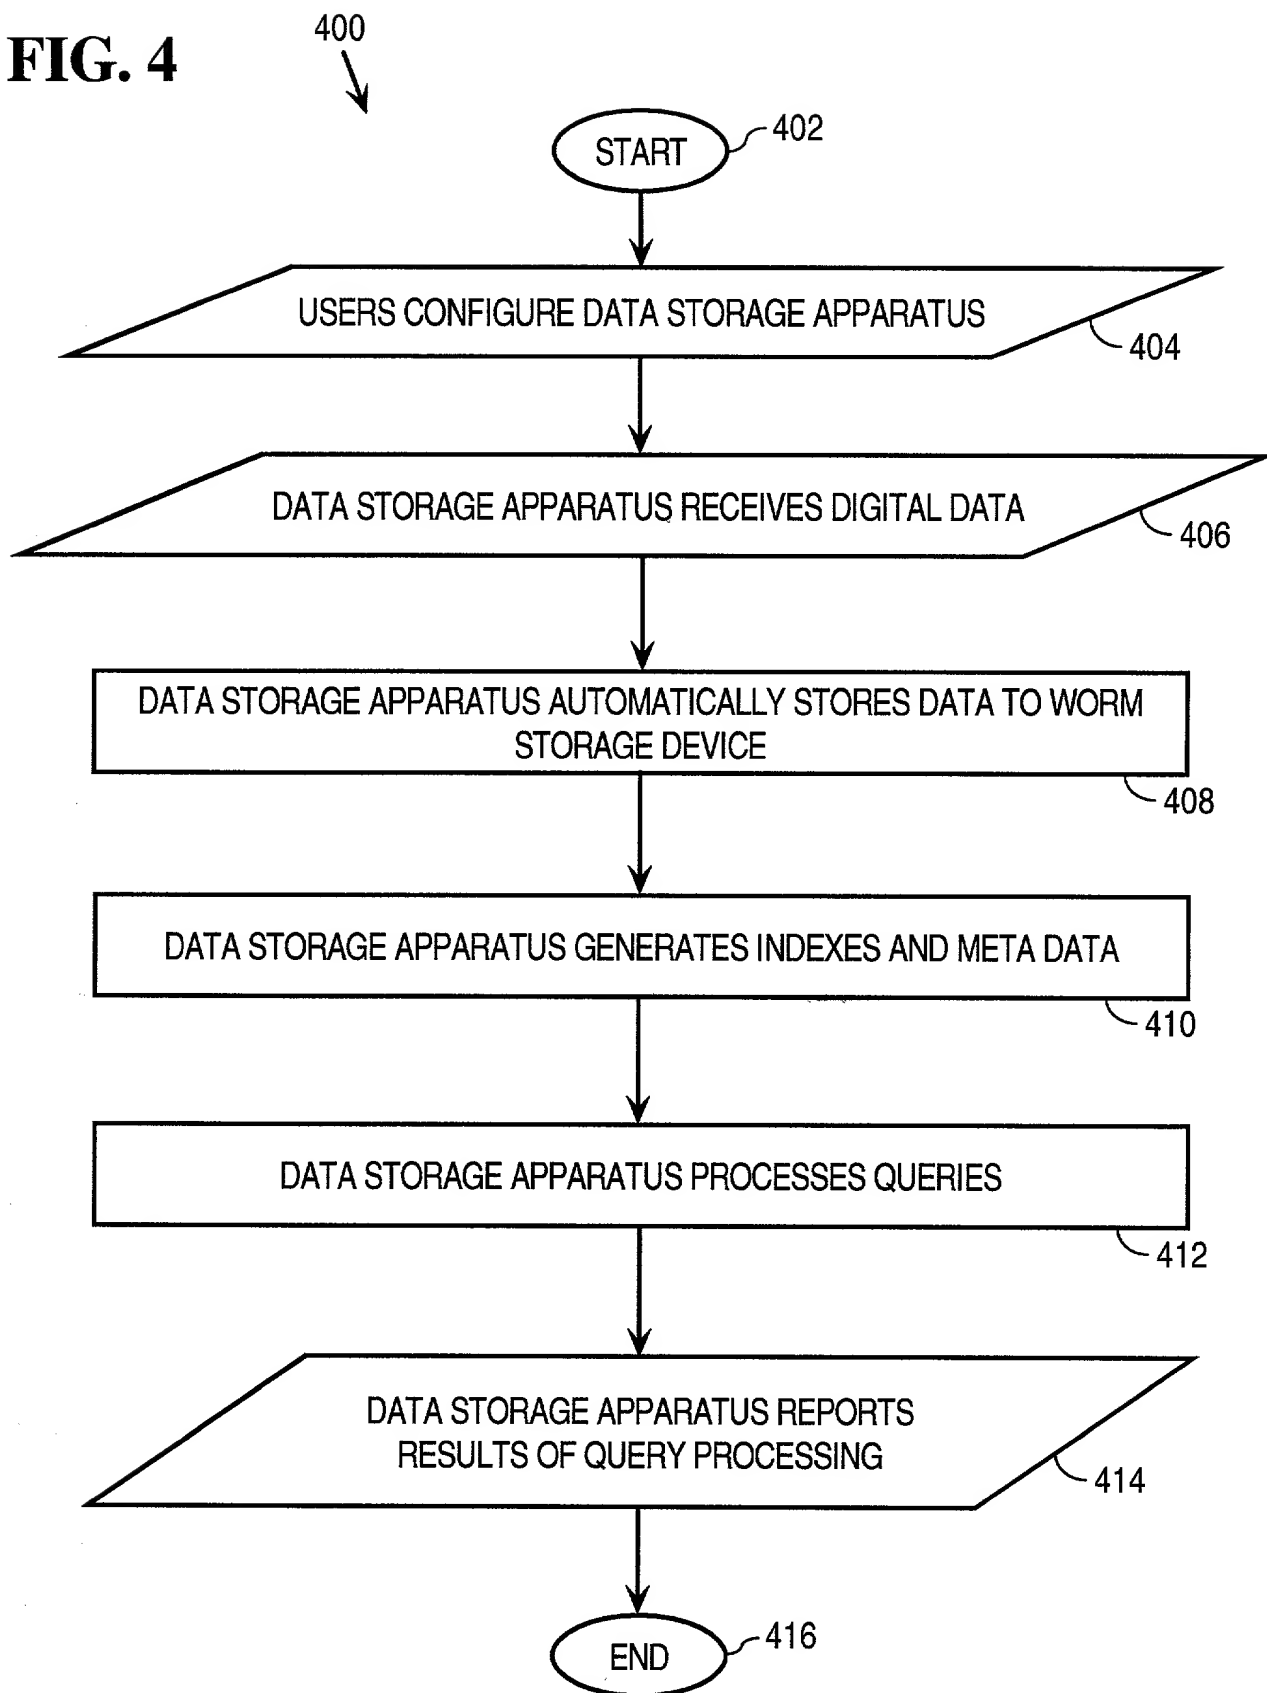 FIG. 4
400
START
402
USERS CONFIGURE DATA STORAGE APPARATUS
404
DATA STORAGE APPARATUS RECEIVES DIGITAL DATA
406
DATA STORAGE APPARATUS AUTOMATICALLY STORES DATA TO WORM
STORAGE DEVICE
408
DATA STORAGE APPARATUS GENERATES INDEXES AND META DATA
410
DATA STORAGE APPARATUS PROCESSES QUERIES
412
DATA STORAGE APPARATUS REPORTS
RESULTS OF QUERY PROCESSING
414
END
416